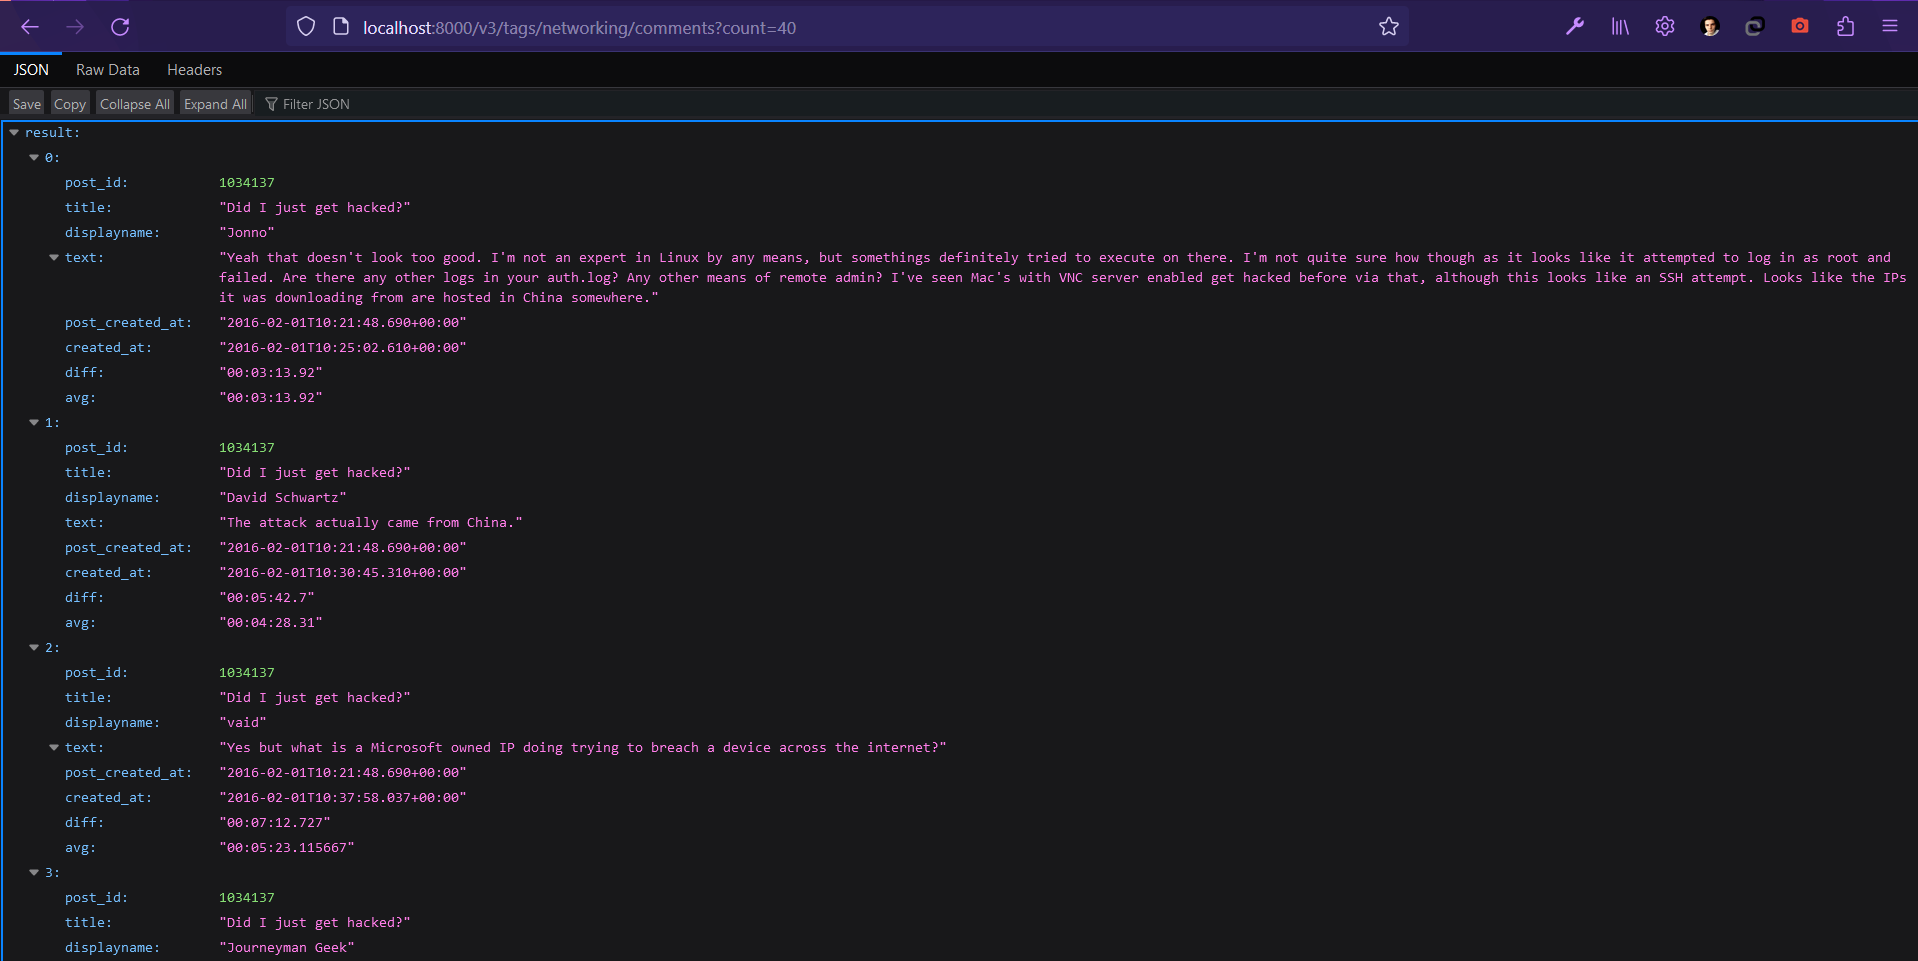 localhost:8000/v3/tags/networking/comments?count=40
JSON Raw Data Headers
Save Copy Collapse All Expand All Filter JSON
result:
0:
post_id: 1034137
title: "Did I just get hacked?"
displayname: "Jonno"
text: "Yeah that doesn't look too good. I'm not an expert in Linux by any means, but somethings definitely tried to execute on there. I'm not quite sure how though as it looks like it attempted to log in as root and
failed. Are there any other logs in your auth.log? Any other means of remote admin? I've seen Mac's with VNC server enabled get hacked before via that, although this looks like an SSH attempt. Looks like the IPs
it was downloading from are hosted in China somewhere."
post_created_at: "2016-02-01T10:21:48.690+00:00"
created_at: "2016-02-01T10:25:02.610+00:00"
diff: "00:03:13.92"
avg: "00:03:13.92"
1:
post_id: 1034137
title: "Did I just get hacked?"
displayname: "David Schwartz"
text: "The attack actually came from China."
post_created_at: "2016-02-01T10:21:48.690+00:00"
created_at: "2016-02-01T10:30:45.310+00:00"
diff: "00:05:42.7"
avg: "00:04:28.31"
2:
post_id: 1034137
title: "Did I just get hacked?"
displayname: "vaid"
text: "Yes but what is a Microsoft owned IP doing trying to breach a device across the internet?"
post_created_at: "2016-02-01T10:21:48.690+00:00"
created_at: "2016-02-01T10:37:58.037+00:00"
diff: "00:07:12.727"
avg: "00:05:23.115667"
3:
post_id: 1034137
title: "Did I just get hacked?"
displayname: "Journeyman Geek"